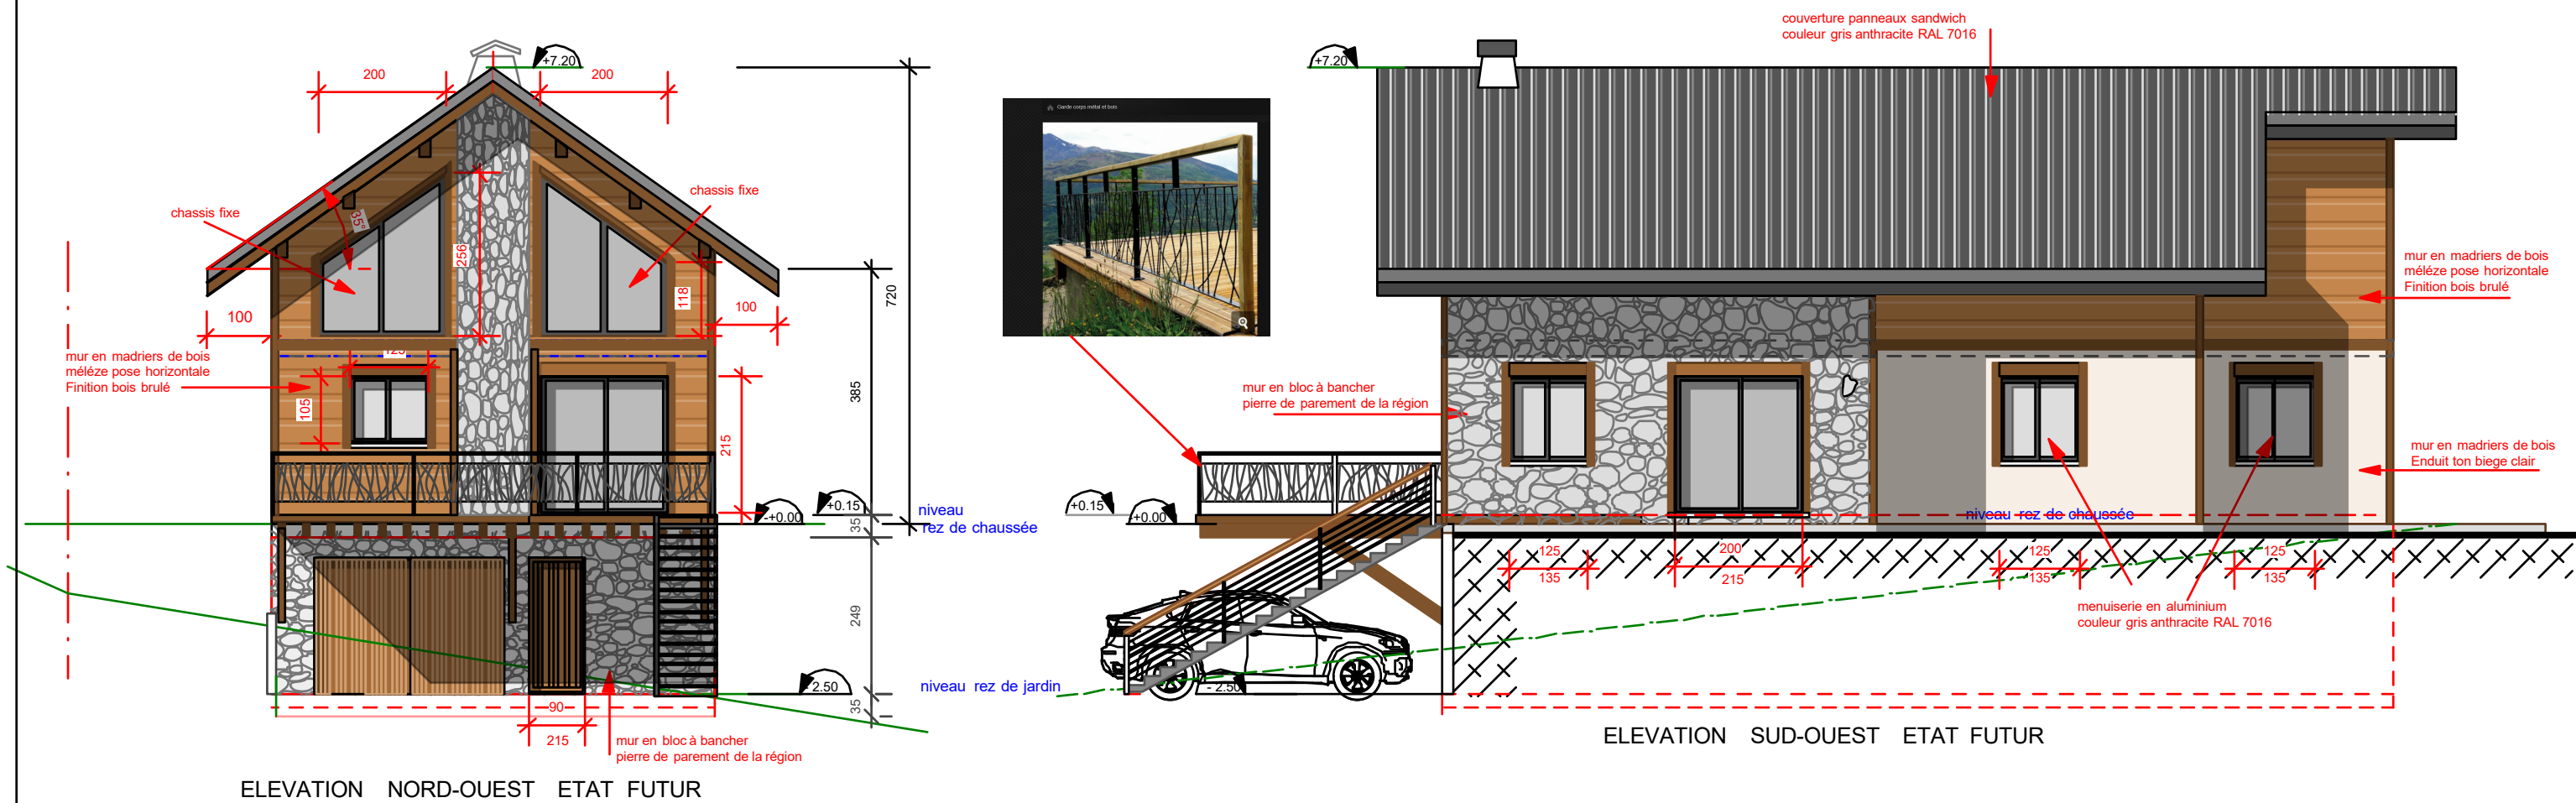 couverture panneaux sandwich
couleur gris anthracite RAL 7016
+7.20
+7.20
200
200
Garde corps métal et bois
chassis fixe
chassis fixe
35°
256
118
100
100
720
mur en madriers de bois
méléze pose horizontale
Finition bois brulé
mur en madriers de bois
méléze pose horizontale
Finition bois brulé
125
105
385
215
mur en bloc à bancher
pierre de parement de la région
mur en madriers de bois
Enduit ton biege clair
-+0.00
+0.15
35
niveau
rez de chaussée
+0.15
+0.00
niveau rez de chaussée
125
135
200
215
125
135
125
135
249
menuiserie en aluminium
couleur gris anthracite RAL 7016
2.50
35
niveau rez de jardin
- 2.50
90
215
mur en bloc à bancher
pierre de parement de la région
ELEVATION SUD-OUEST ETAT FUTUR
ELEVATION NORD-OUEST ETAT FUTUR